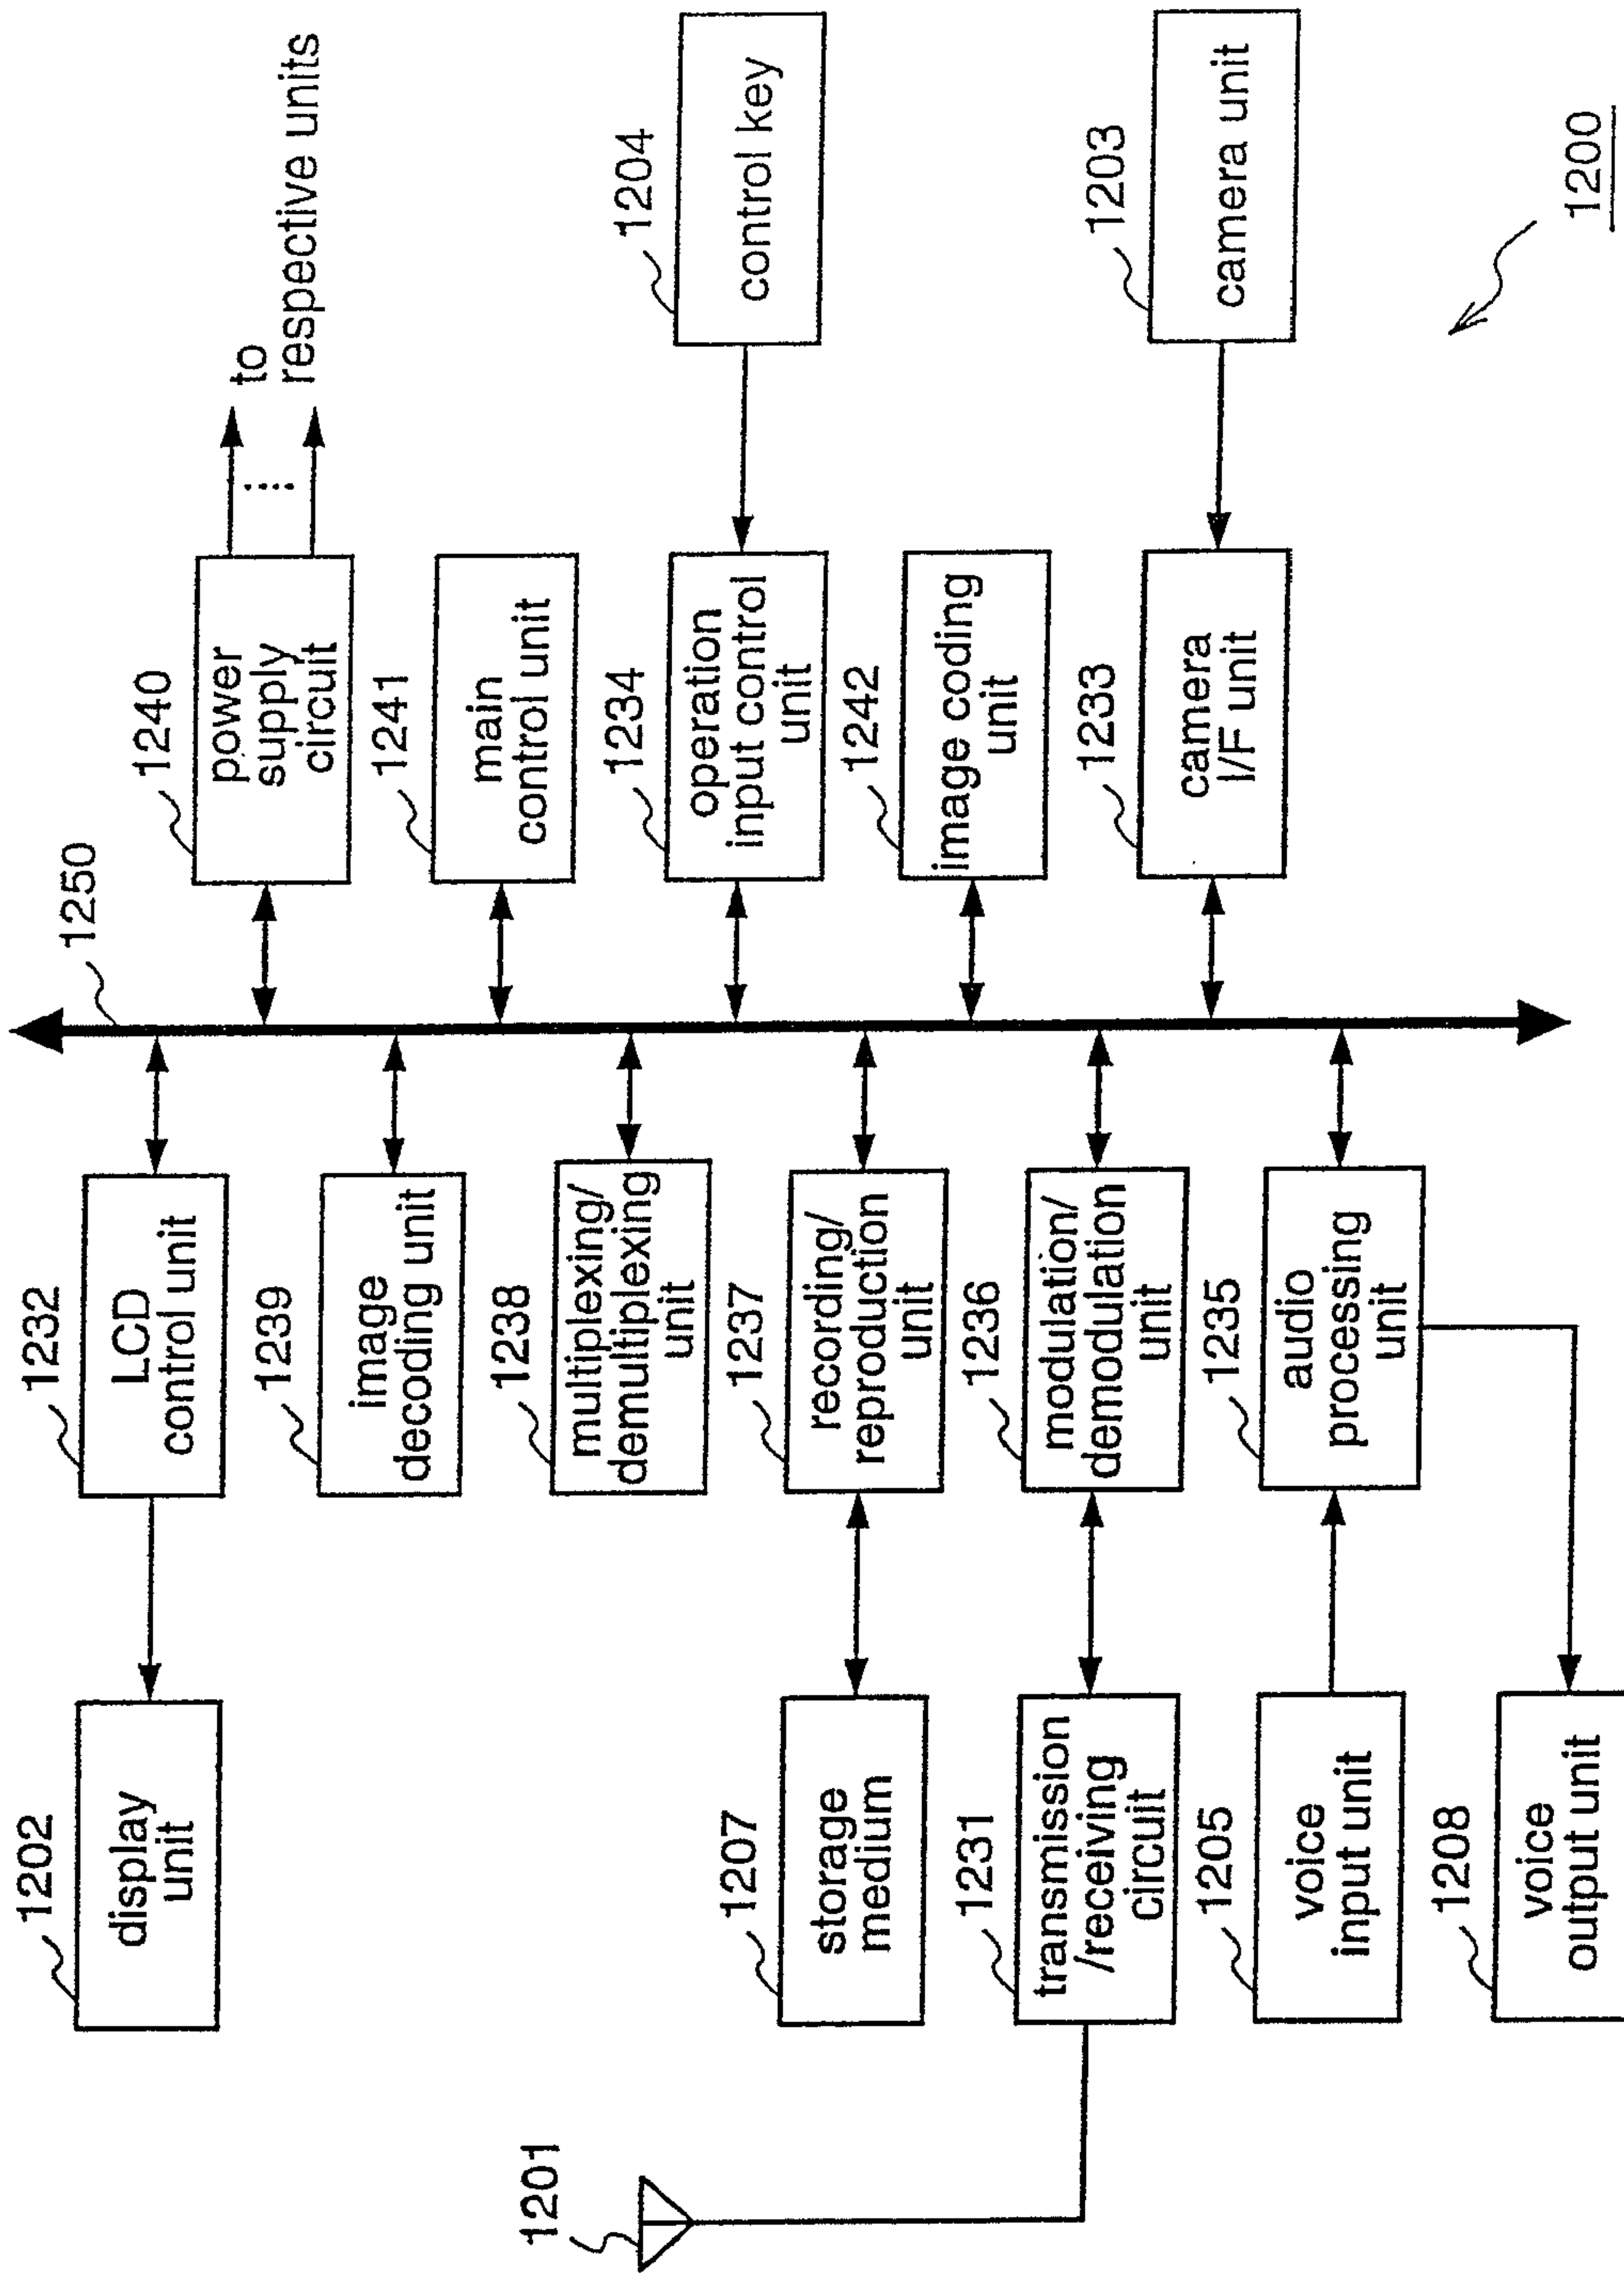 1201
1202
display
unit
1232
LCD
control unit
1239
image
decoding unit
1238
multiplexing/
demultiplexing
unit
1207
storage
medium
1237
recording/
reproduction
unit
1231
transmission
/receiving
circuit
1236
modulation/
demodulation
unit
1205
voice
input unit
1235
audio
processing
unit
1208
voice
output unit
1250
1240
power
supply
circuit
to
respective units
1241
main
control unit
1234
operation
input control
unit
1204
control key
1242
image coding
unit
1233
camera
I/F unit
1203
camera unit
1200